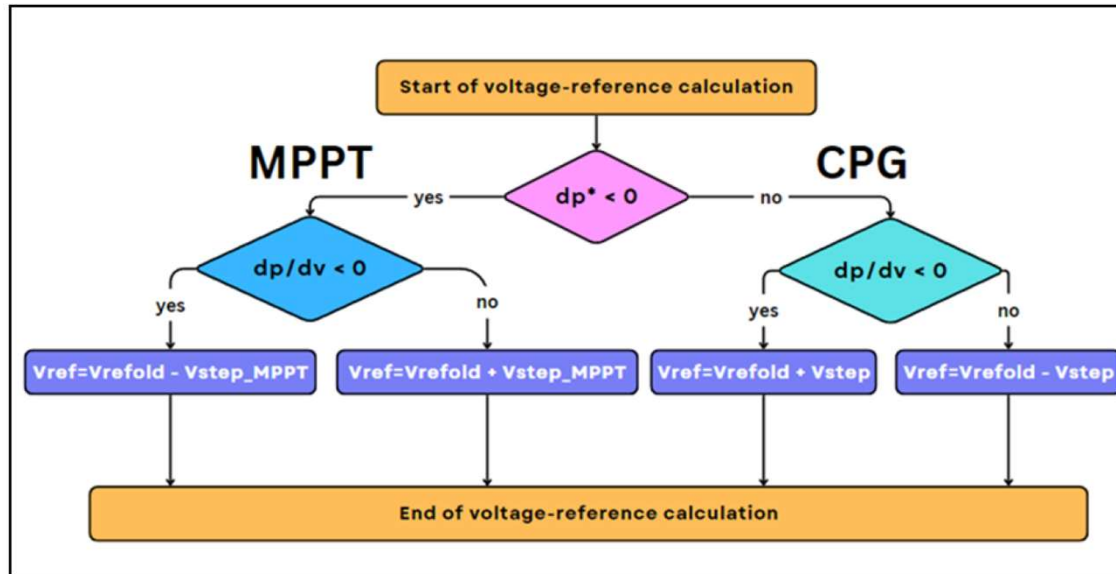 Start of voltage-reference calculation
MPPT
CPG
dp* < 0
yes
no
dp/dv < 0
dp/dv < 0
yes
no
yes
no
Vref=Vrefold - Vstep_MPPT
Vref=Vrefold + Vstep_MPPT
Vref=Vrefold + Vstep
Vref=Vrefold - Vstep
End of voltage-reference calculation